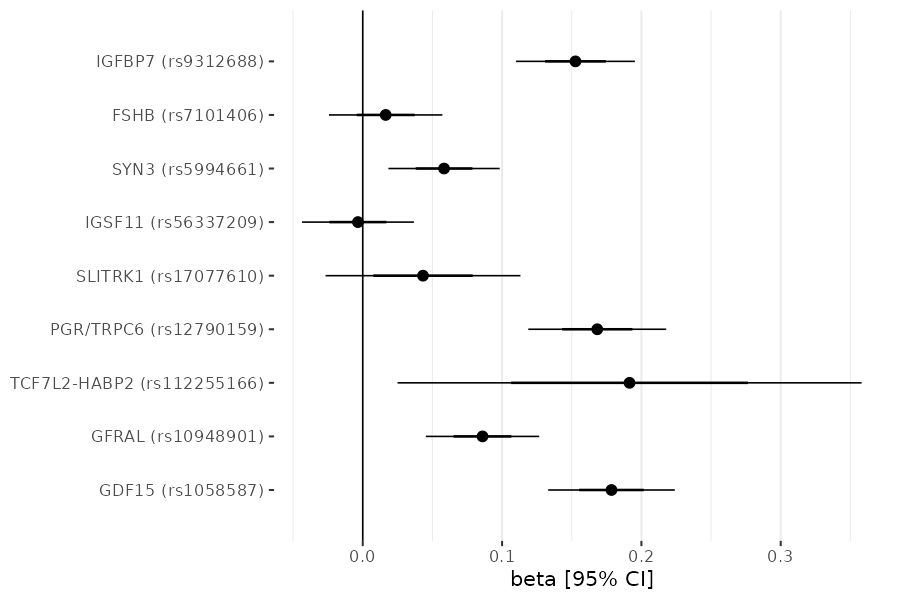 IGFBP7 (rs9312688)
FSHB (rs7101406)
SYN3 (rs5994661)
IGSF11 (rs56337209)
SLITRK1 (rs17077610)
PGR/TRPC6 (rs12790159)
TCF7L2-HABP2 (rs112255166)
GFRAL (rs10948901)
GDF15 (rs1058587)
0.0 0.1 0.2 0.3
beta [95% CI]